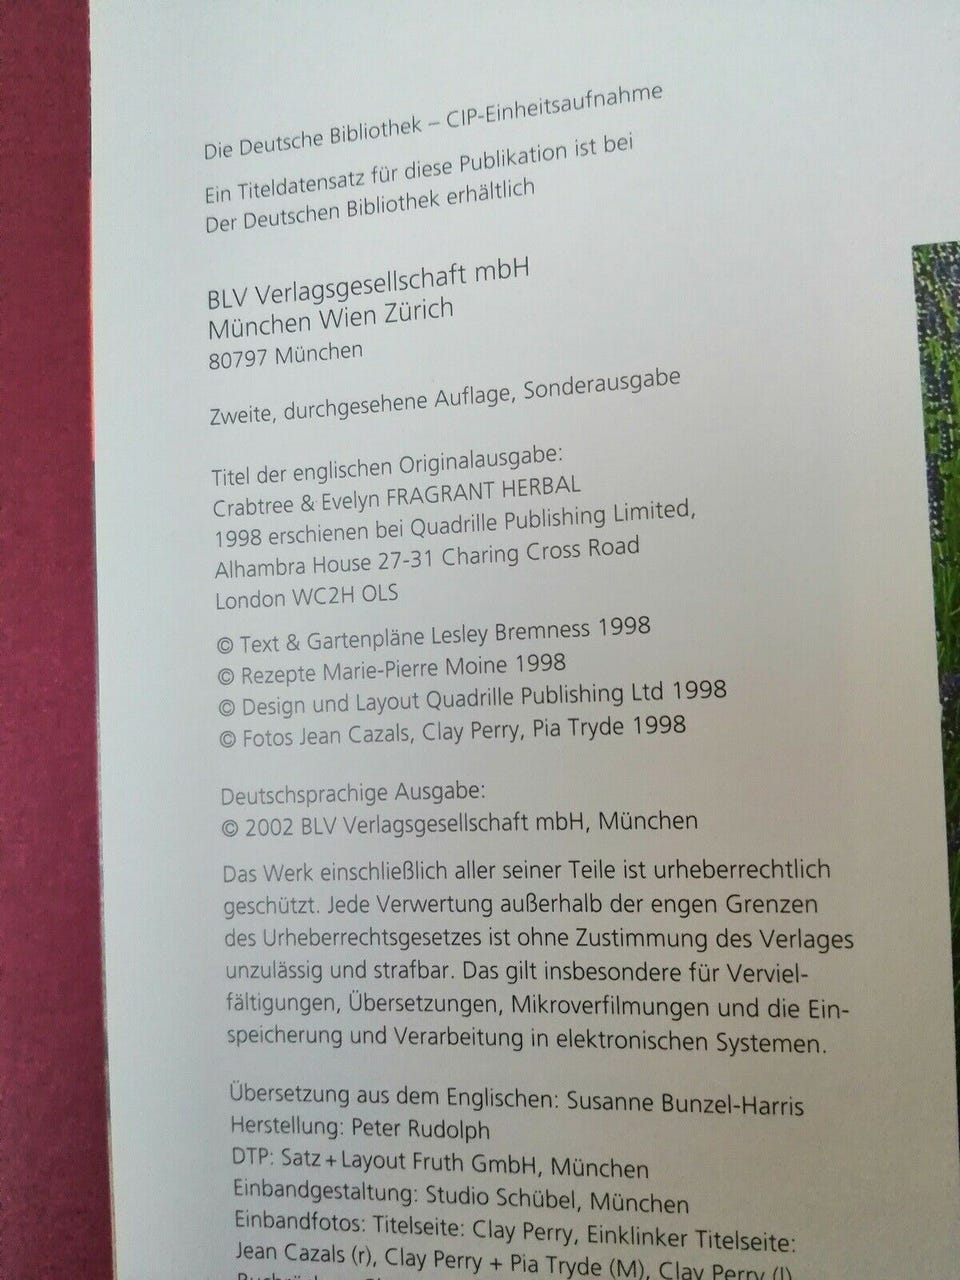 Die Deutsche Bibliothek – CIP-Einheitsaufnahme
Ein Titeldatensatz für diese Publikation ist bei
Der Deutschen Bibliothek erhältlich
BLV Verlagsgesellschaft mbH
München Wien Zürich
80797 München
Zweite, durchgesehene Auflage, Sonderausgabe
Titel der englischen Originalausgabe:
Crabtree & Evelyn FRAGRANT HERBAL
1998 erschienen bei Quadrille Publishing Limited,
Alhambra House 27-31 Charing Cross Road
London WC2H OLS
© Text & Gartenpläne Lesley Bremness 1998
© Rezepte Marie-Pierre Moine 1998
© Design und Layout Quadrille Publishing Ltd 1998
© Fotos Jean Cazals, Clay Perry, Pia Tryde 1998
Deutschsprachige Ausgabe:
© 2002 BLV Verlagsgesellschaft mbH, München
Das Werk einschließlich aller seiner Teile ist urheberrechtlich
geschützt. Jede Verwertung außerhalb der engen Grenzen
des Urheberrechtsgesetzes ist ohne Zustimmung des Verlages
unzulässig und strafbar. Das gilt insbesondere für Verviel-
fältigungen, Übersetzungen, Mikroverfilmungen und die Ein-
speicherung und Verarbeitung in elektronischen Systemen.
Übersetzung aus dem Englischen: Susanne Bunzel-Harris
Herstellung: Peter Rudolph
DTP: Satz + Layout Fruth GmbH, München
Einbandgestaltung: Studio Schübel, München
Einbandfotos: Titelseite: Clay Perry, Einklinker Titelseite:
Jean Cazals (r), Clay Perry + Pia Tryde (M), Clay Perry (l)